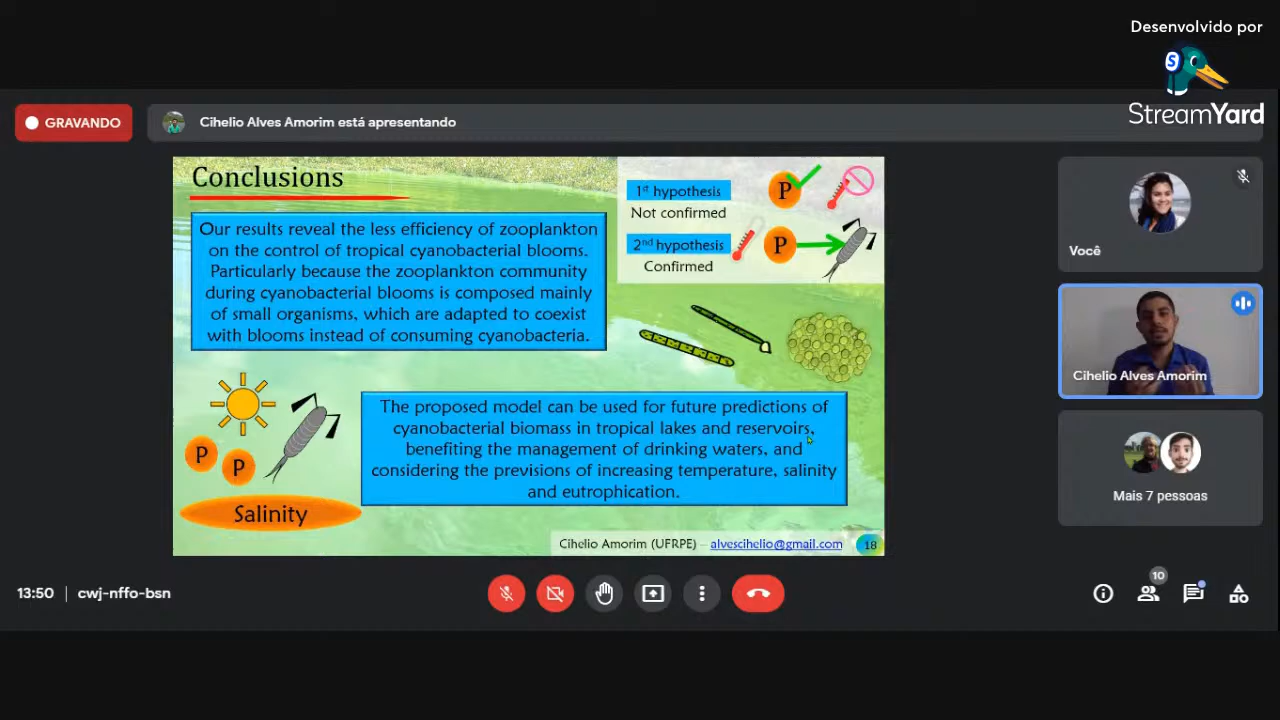 Desenvolvido por
S
StreamYard
GRAVANDO
Cihelio Alves Amorim está apresentando
Conclusions
Our results reveal the less efficiency of zooplankton
on the control of tropical cyanobacterial blooms.
Particularly because the zooplankton community
during cyanobacterial blooms is composed mainly
of small organisms, which are adapted to coexist
with blooms instead of consuming cyanobacteria.
1st hypothesis
Not confirmed
P
2nd hypothesis
Confirmed
P
P
P
Salinity
The proposed model can be used for future predictions of
cyanobacterial biomass in tropical lakes and reservoirs,
benefiting the management of drinking waters, and
considering the previsions of increasing temperature, salinity
and eutrophication.
Cihelio Amorim (UFRPE) – alvescihelio@gmail.com
18
Você
Cihelio Alves Amorim
Mais 7 pessoas
13:50 | cwj-nffo-bsn
10